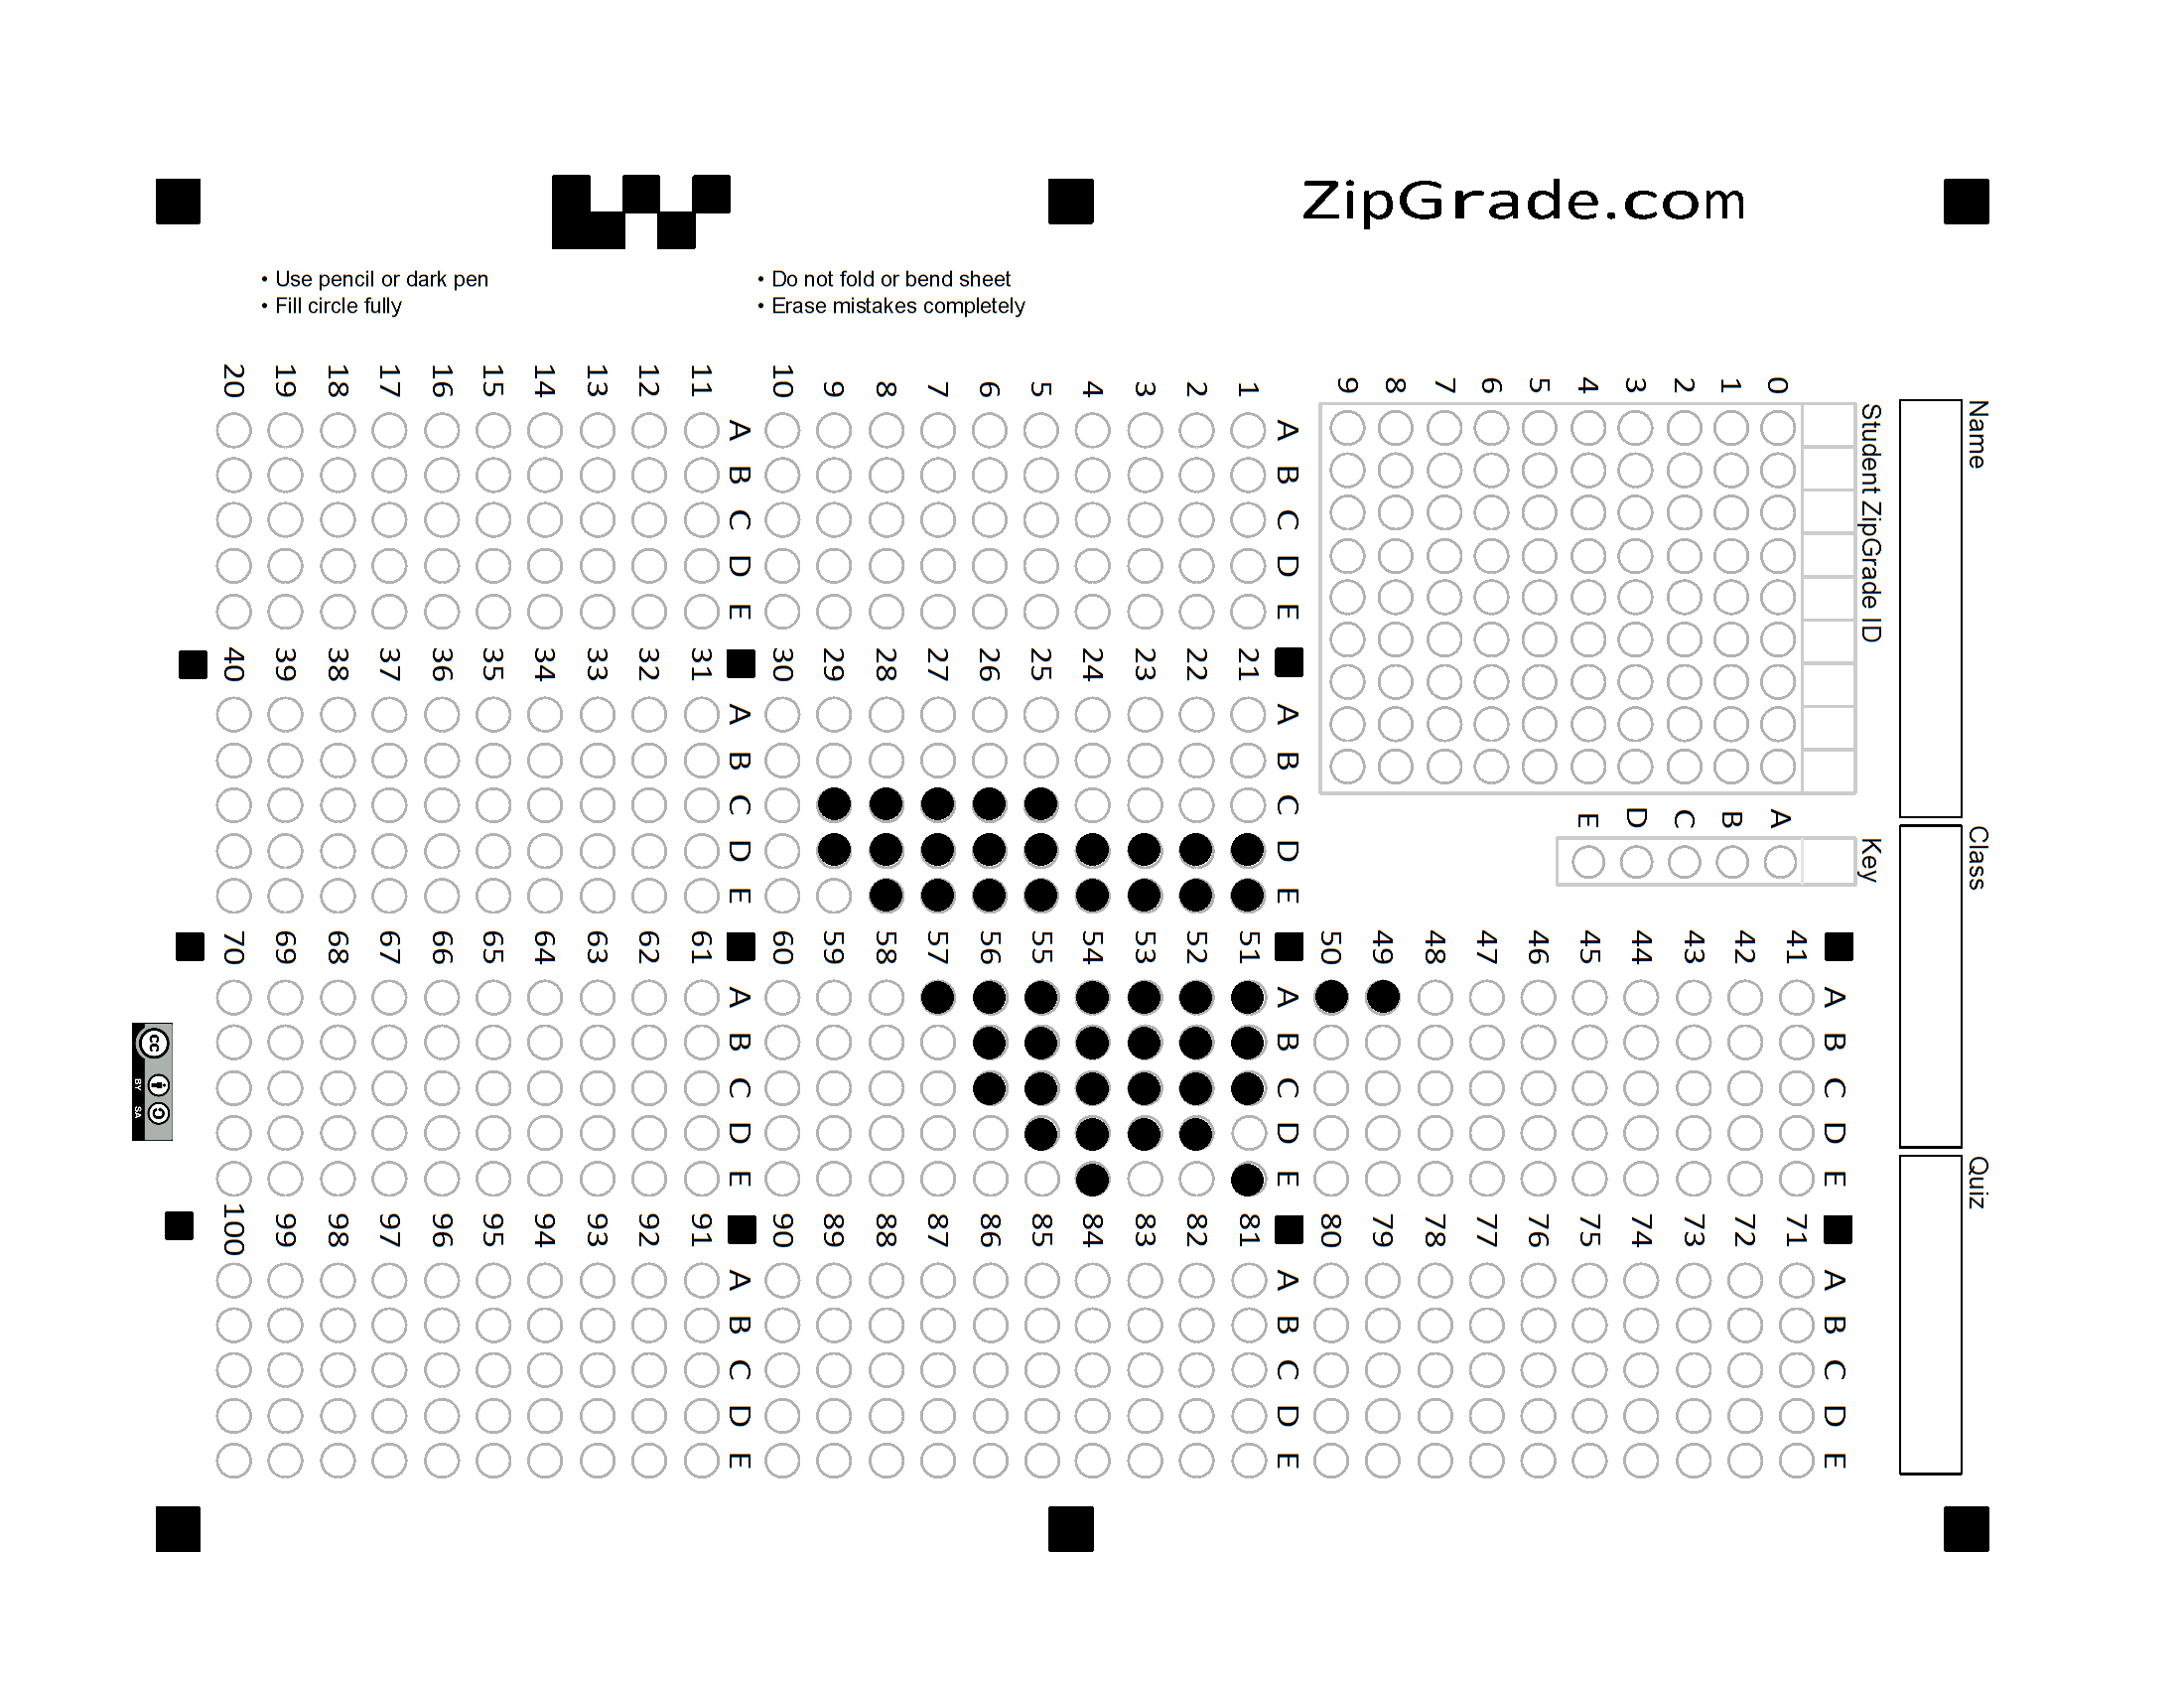 ZipGrade.com
• Use pencil or dark pen
• Fill circle fully
• Do not fold or bend sheet
• Erase mistakes completely
Name
Class
Quiz
Student ZipGrade ID
0 1 2 3 4 5 6 7 8 9
Key
A B C D E
1 2 3 4 5 6 7 8 9 10
A B C D E
11 12 13 14 15 16 17 18 19 20
A B C D E
21 22 23 24 25 26 27 28 29 30
A B C D E
31 32 33 34 35 36 37 38 39 40
A B C D E
41 42 43 44 45 46 47 48 49 50
A B C D E
51 52 53 54 55 56 57 58 59 60
A B C D E
61 62 63 64 65 66 67 68 69 70
A B C D E
71 72 73 74 75 76 77 78 79 80
A B C D E
81 82 83 84 85 86 87 88 89 90
A B C D E
91 92 93 94 95 96 97 98 99 100
A B C D E
cc
BY SA